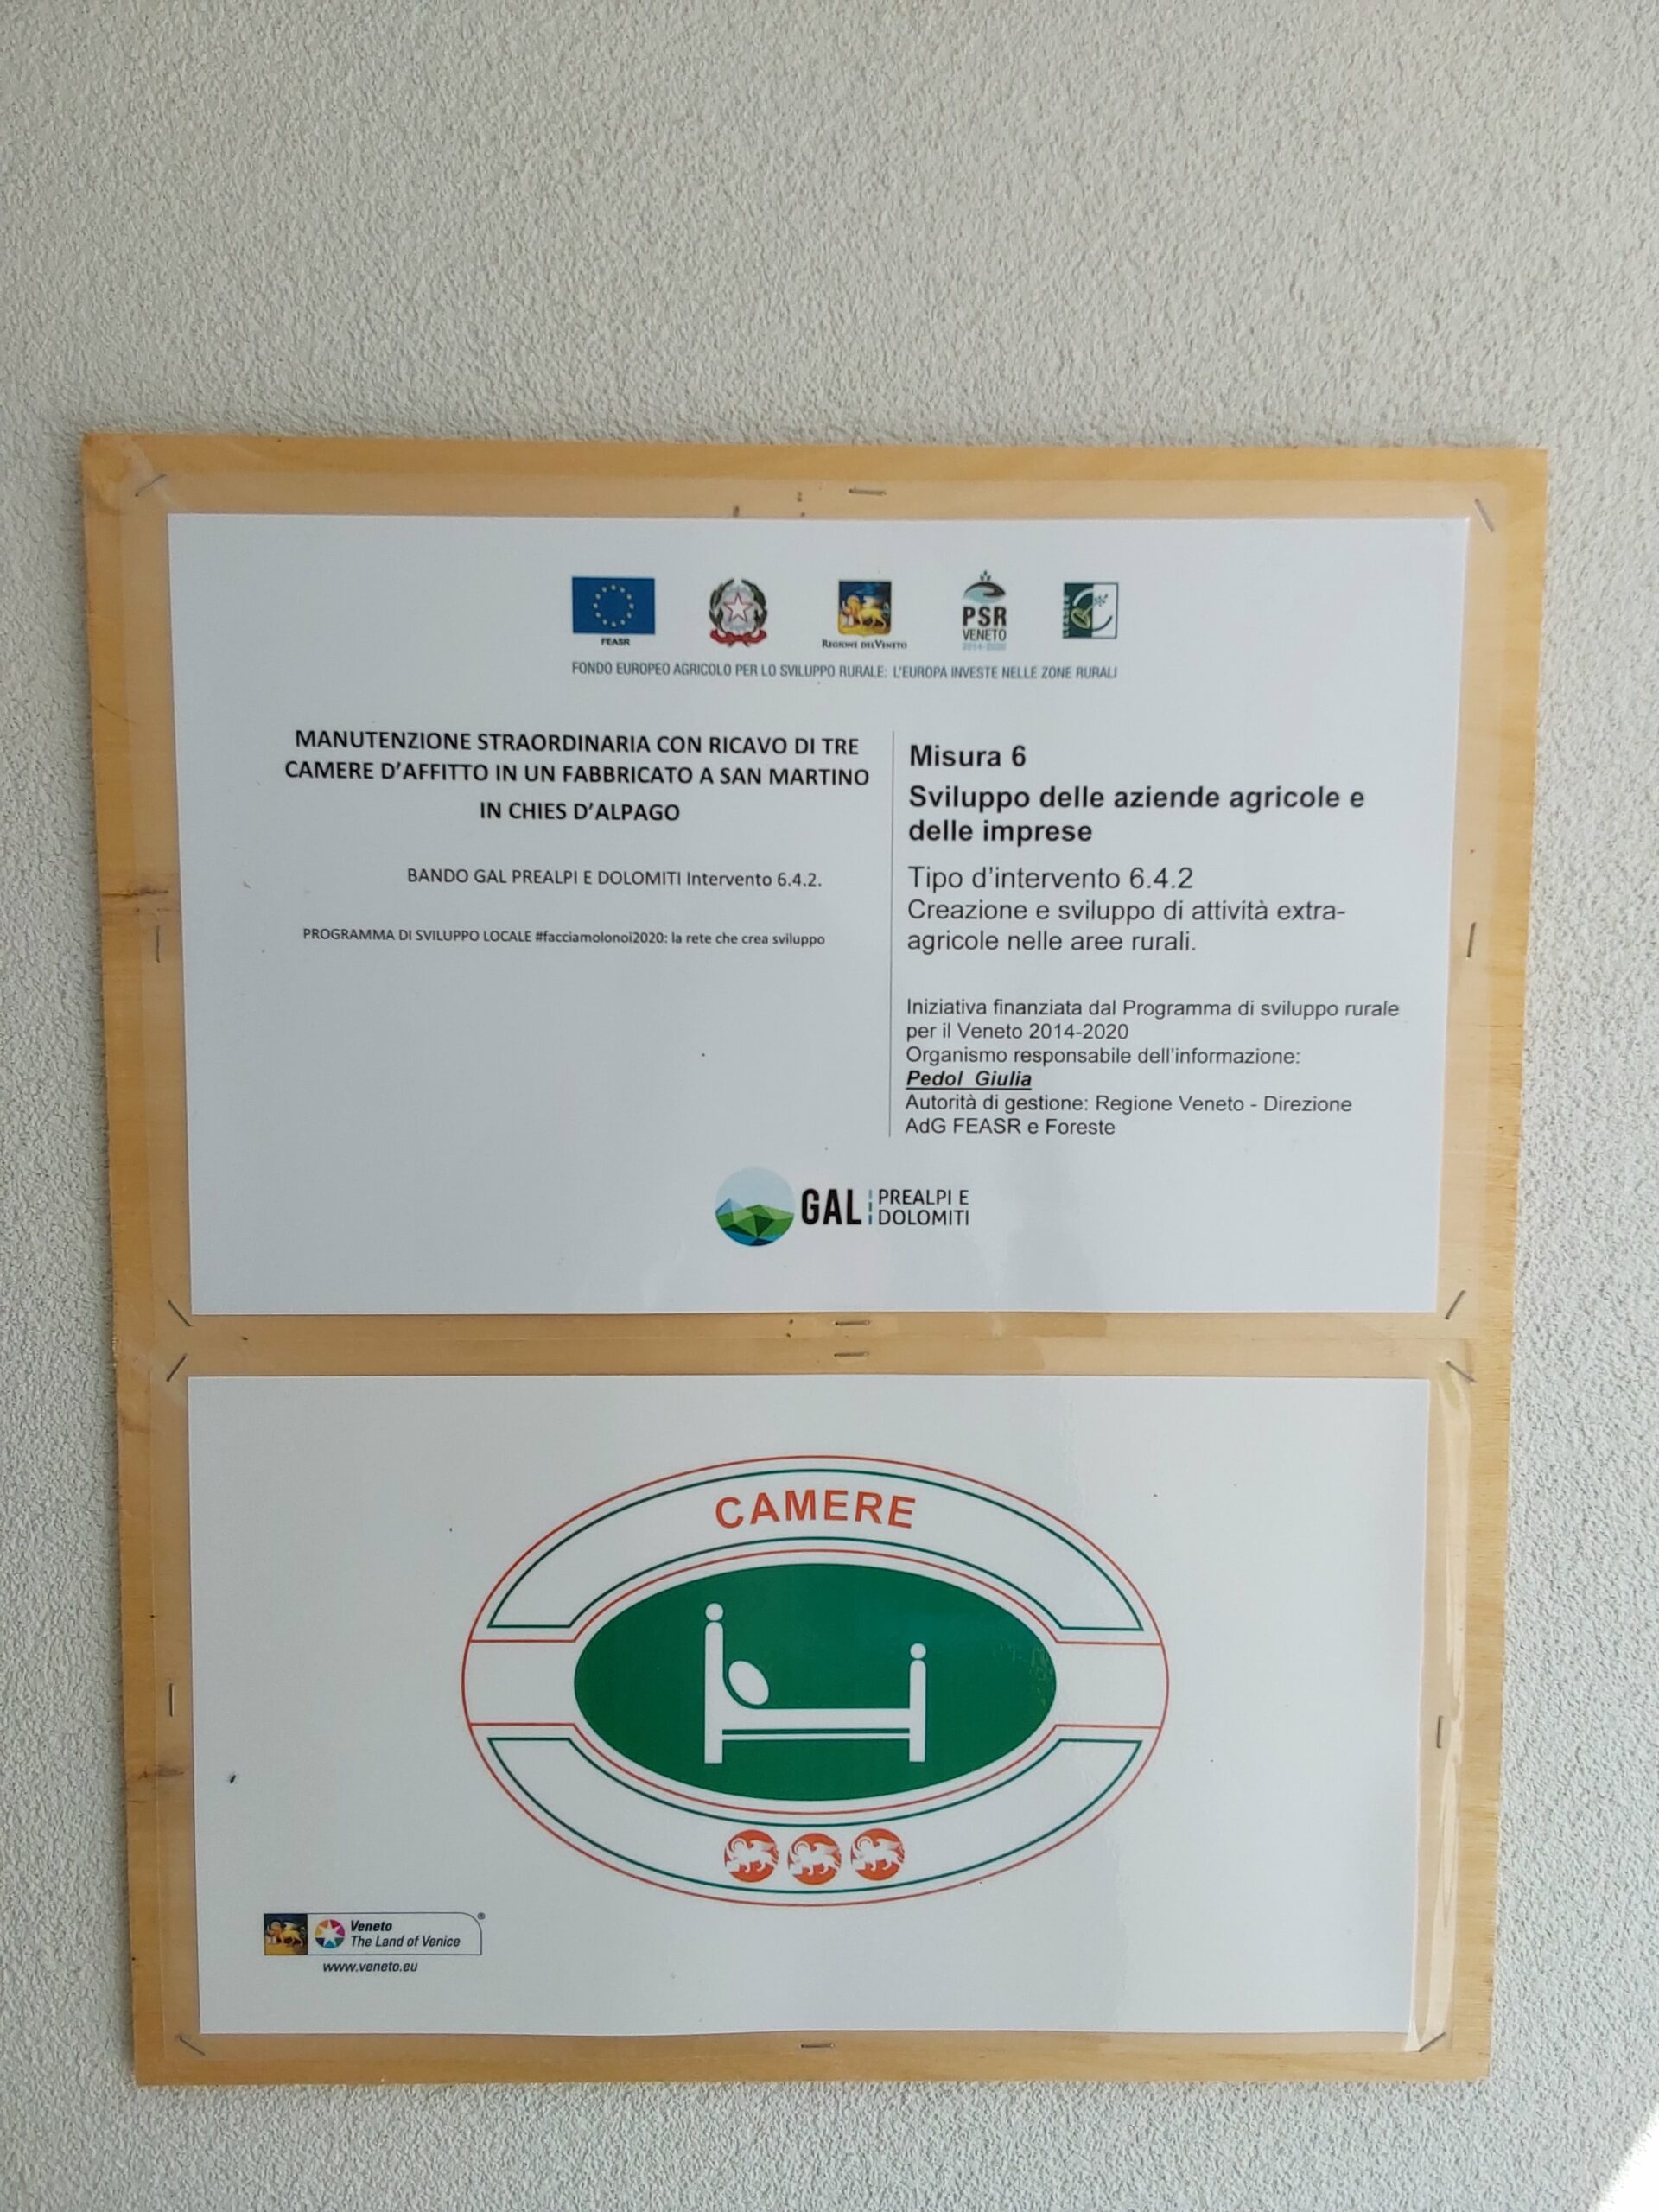 FEASR
REGIONE DEL VENETO
PSR
VENETO
2014-2020
LEADER
FONDO EUROPEO AGRICOLO PER LO SVILUPPO RURALE: L'EUROPA INVESTE NELLE ZONE RURALI
MANUTENZIONE STRAORDINARIA CON RICAVO DI TRE
CAMERE D'AFFITTO IN UN FABBRICATO A SAN MARTINO
IN CHIES D'ALPAGO
BANDO GAL PREALPI E DOLOMITI Intervento 6.4.2.
PROGRAMMA DI SVILUPPO LOCALE #facciamolonoi2020: la rete che crea sviluppo
Misura 6
Sviluppo delle aziende agricole e
delle imprese
Tipo d'intervento 6.4.2
Creazione e sviluppo di attività extra-
agricole nelle aree rurali.
Iniziativa finanziata dal Programma di sviluppo rurale
per il Veneto 2014-2020
Organismo responsabile dell'informazione:
Pedol Giulia
Autorità di gestione: Regione Veneto - Direzione
AdG FEASR e Foreste
GAL PREALPI E
DOLOMITI
CAMERE
Veneto
The Land of Venice
®
www.veneto.eu